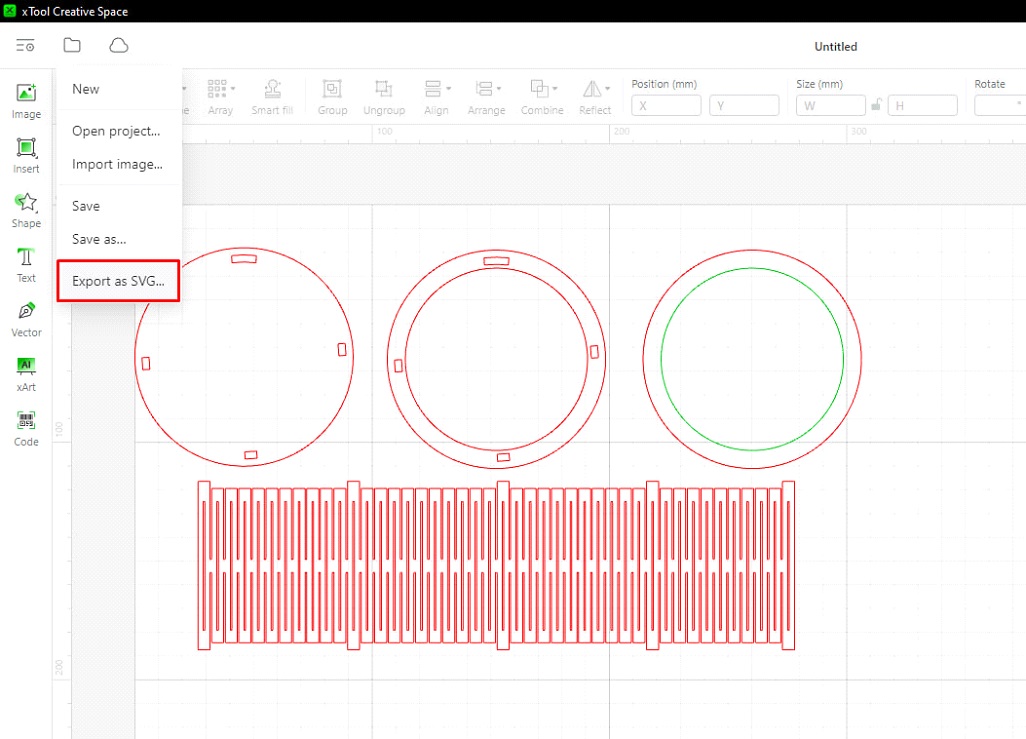 xTool Creative Space
Untitled
New
Open project...
Import image...
Save
Save as...
Export as SVG...
Image
Insert
Shape
Text
Vector
AI
xArt
Code
Array
Smart fill
Group
Ungroup
Align
Arrange
Combine
Reflect
Position (mm)
X
Y
Size (mm)
W
H
Rotate
°
100
200
300
100
200